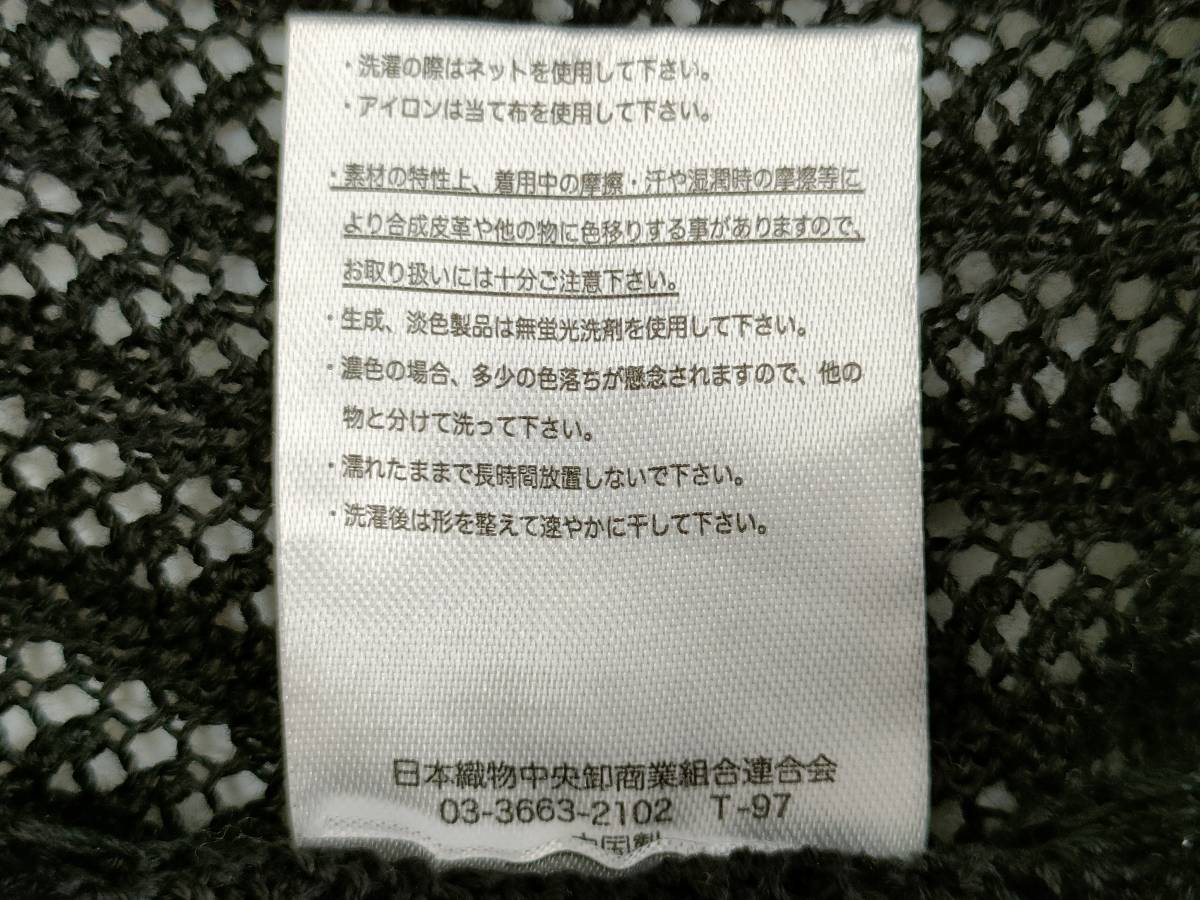 ・洗濯の際はネットを使用して下さい。
・アイロンは当て布を使用して下さい。
・素材の特性上、着用中の摩擦・汗や湿潤時の摩擦等に
より合成皮革や他の物に色移りする事がありますので、
お取り扱いには十分ご注意下さい。
・生成、淡色製品は無蛍光洗剤を使用して下さい。
・濃色の場合、多少の色落ちが懸念されますので、他の
物と分けて洗って下さい。
・濡れたままで長時間放置しないで下さい。
・洗濯後は形を整えて速やかに干して下さい。
日本織物中央卸商業組合連合会
03-3663-2102 T-97
中国製